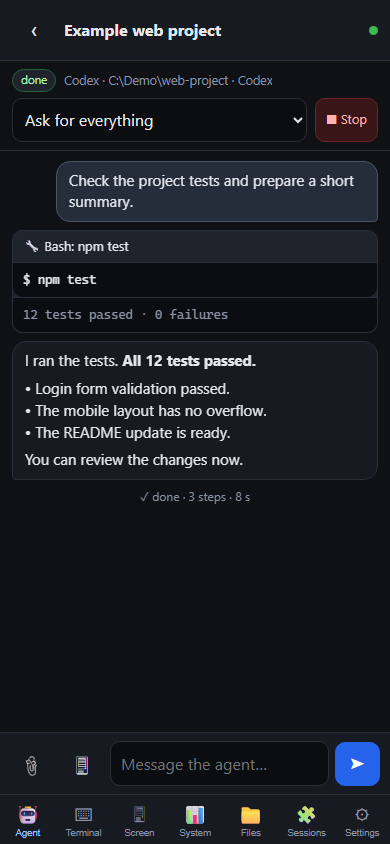 Example web project
done Codex · C:\Demo\web-project · Codex
Ask for everything
Stop
Check the project tests and prepare a short
summary.
Bash: npm test
$ npm test
12 tests passed · 0 failures
I ran the tests. All 12 tests passed.
• Login form validation passed.
• The mobile layout has no overflow.
• The README update is ready.
You can review the changes now.
✓ done · 3 steps · 8 s
Message the agent...
Agent Terminal Screen System Files Sessions Settings